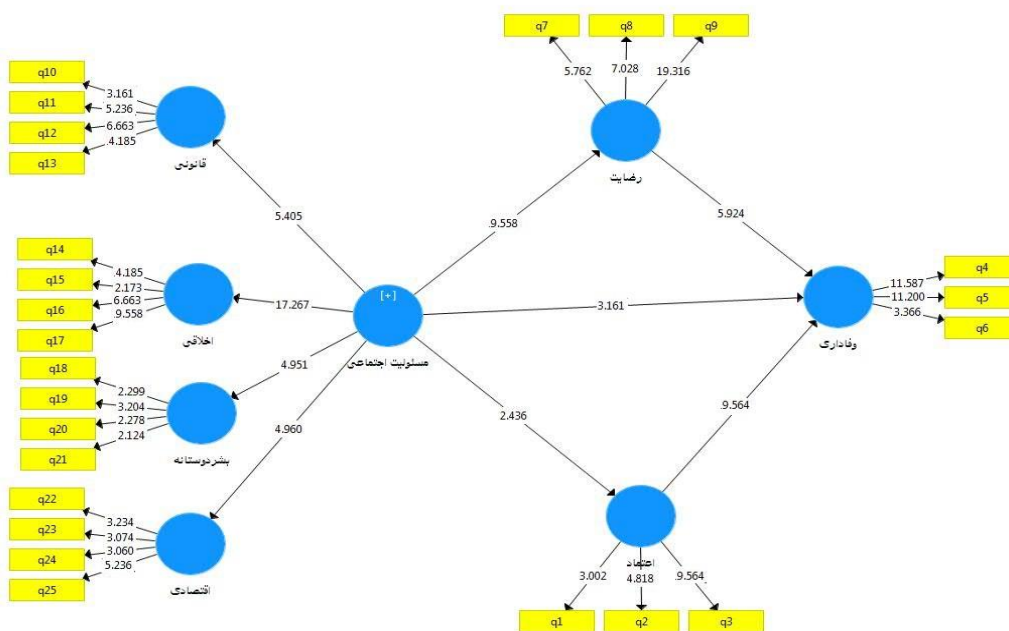 q7
q8
q9
5.762
7.028
19.316
رضایت
q10
q11
q12
q13
3.161
5.236
6.663
4.185
قانونی
5.405
9.558
5.924
q14
q15
q16
q17
4.185
2.173
6.663
9.558
اخلاقی
17.267
[+]
مسئولیت اجتماعی
3.161
وفاداری
11.587
11.200
3.366
q4
q5
q6
q18
q19
q20
q21
2.299
3.204
2.278
2.124
بشردوستانه
4.951
4.960
2.436
9.564
q22
q23
q24
q25
3.234
3.074
3.060
5.236
اقتصادی
اعتماد
3.002
4.818
9.564
q1
q2
q3